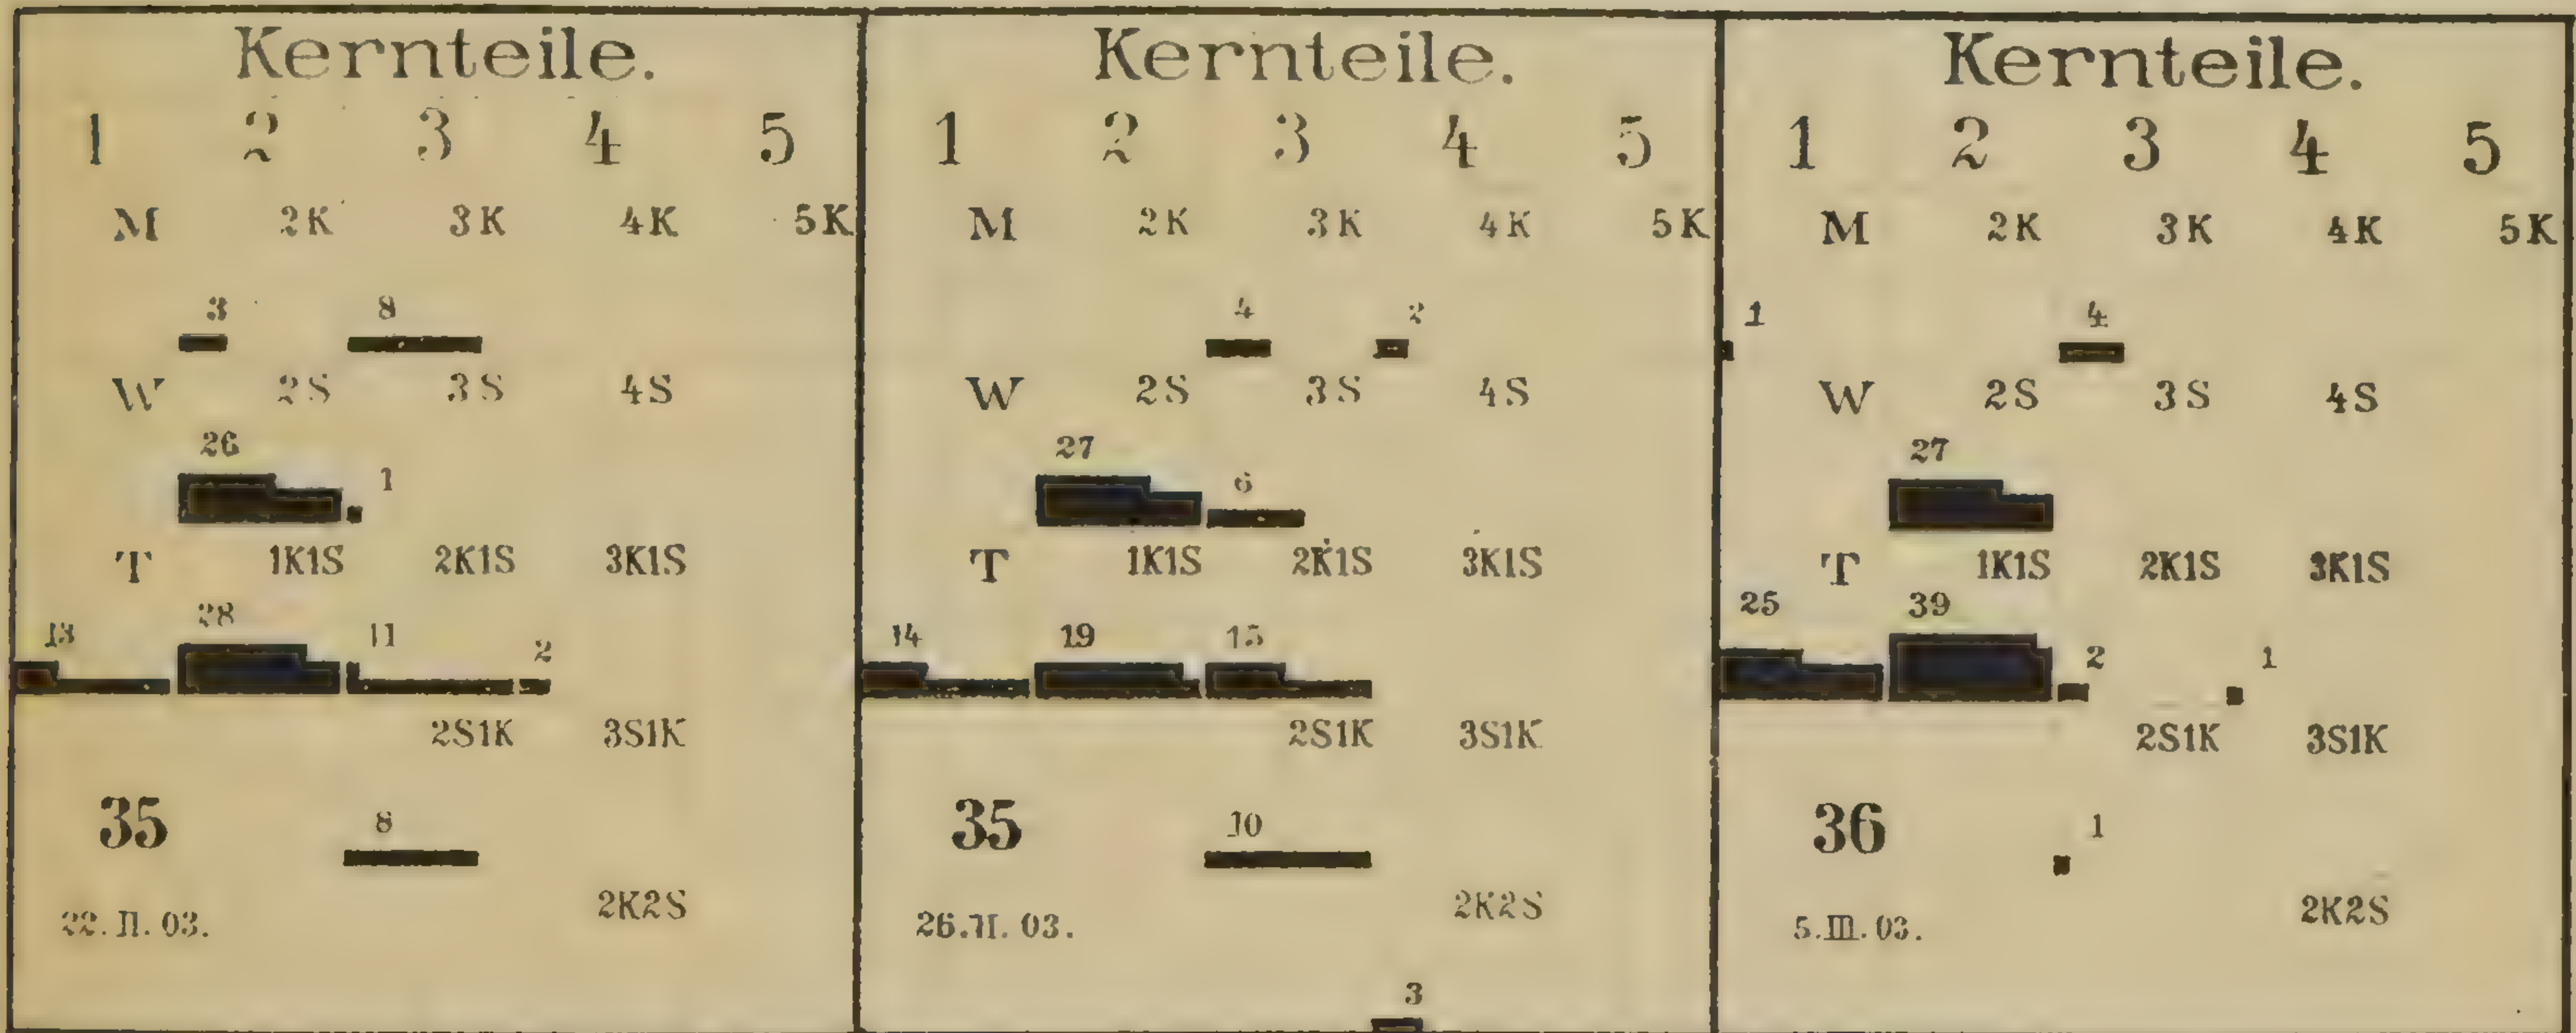 Kernteile.
1 2 3 4 5
M 2K 3K 4K 5K
3 8
W 2S 3S 4S
26 1
T 1K1S 2K1S 3K1S
13 28 11 2
2S1K 3S1K
35 8
2K2S
22.II.03.
Kernteile.
1 2 3 4 5
M 2K 3K 4K 5K
4 2
W 2S 3S 4S
27 6
T 1K1S 2K1S 3K1S
14 19 15
2S1K 3S1K
35 10
2K2S
26.II.03.
3
Kernteile.
1 2 3 4 5
M 2K 3K 4K 5K
1 4
W 2S 3S 4S
27
T 1K1S 2K1S 3K1S
25 39 2 1
2S1K 3S1K
36 1
2K2S
5.III.03.